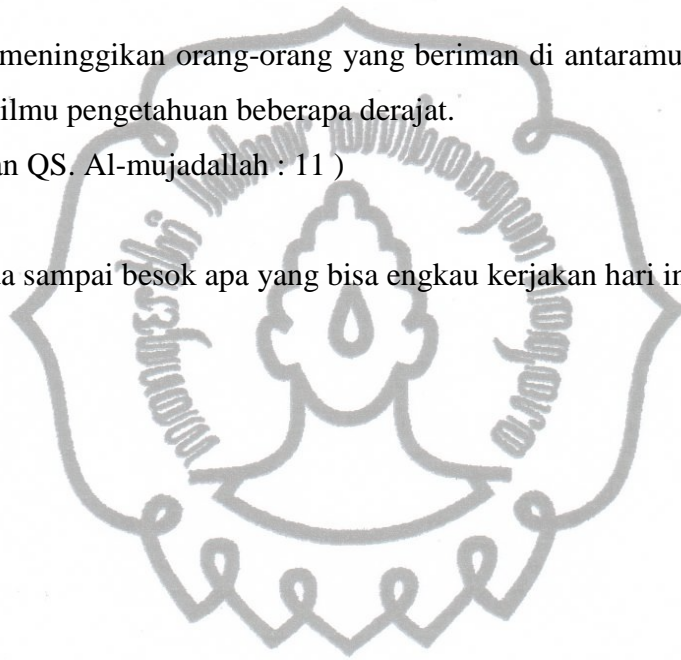 meninggikan orang-orang yang beriman di antaramu
ilmu pengetahuan beberapa derajat.
an QS. Al-mujadallah : 11 )
a sampai besok apa yang bisa engkau kerjakan hari in